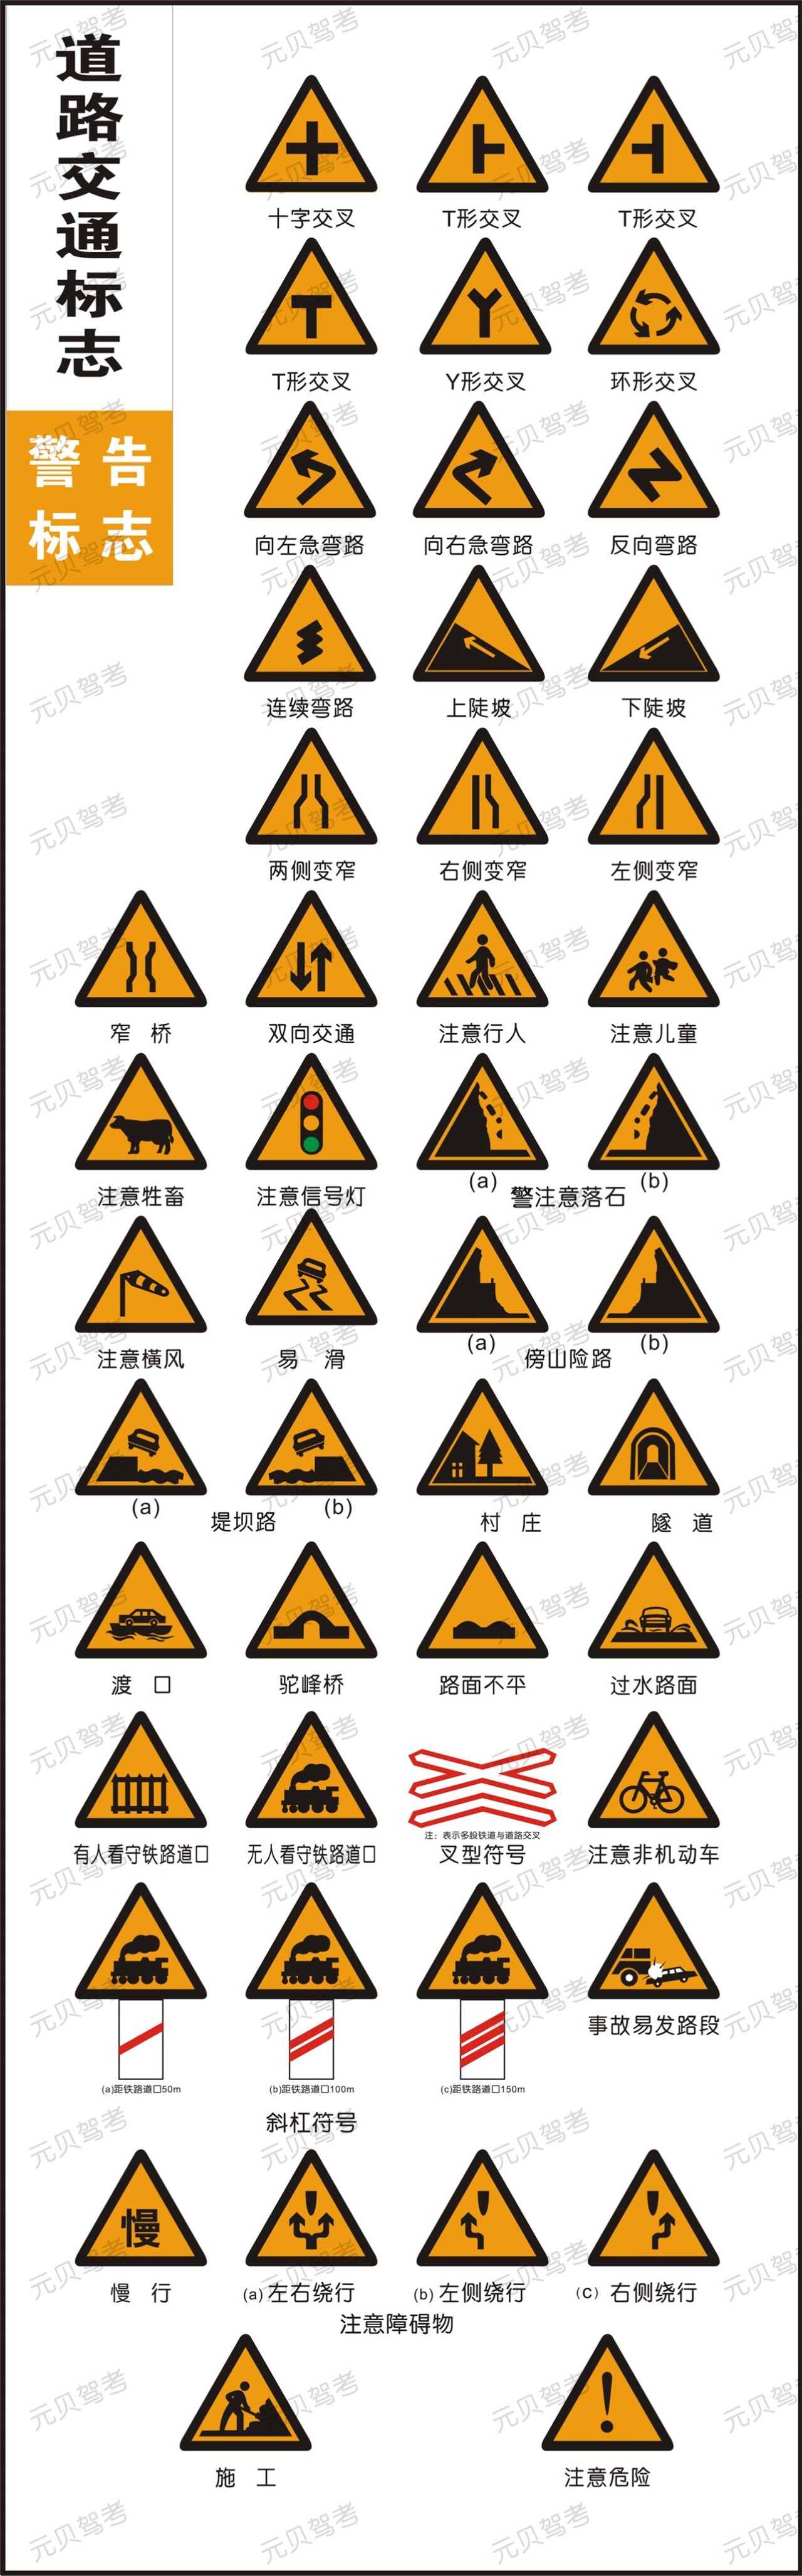 道路交通标志
警告
标志
十字交叉 T形交叉 T形交叉
T形交叉 Y形交叉 环形交叉
向左急弯路 向右急弯路 反向弯路
连续弯路 上陡坡 下陡坡
两侧变窄 右侧变窄 左侧变窄
窄 桥 双向交通 注意行人 注意儿童
(a) (b)
注意牲畜 注意信号灯 警注意落石
(a) (b)
注意横风 易 滑 傍山险路
(a) (b)
堤坝路 村 庄 隧 道
渡 口 驼峰桥 路面不平 过水路面
注：表示多股铁道与道路交叉
有人看守铁路道口 无人看守铁路道口 叉型符号 注意非机动车
事故易发路段
(a)距铁路道口50m (b)距铁路道口100m (c)距铁路道口150m
斜杠符号
慢
慢 行 (a)左右绕行 (b)左侧绕行 (C)右侧绕行
注意障碍物
施 工 注意危险
元贝驾考